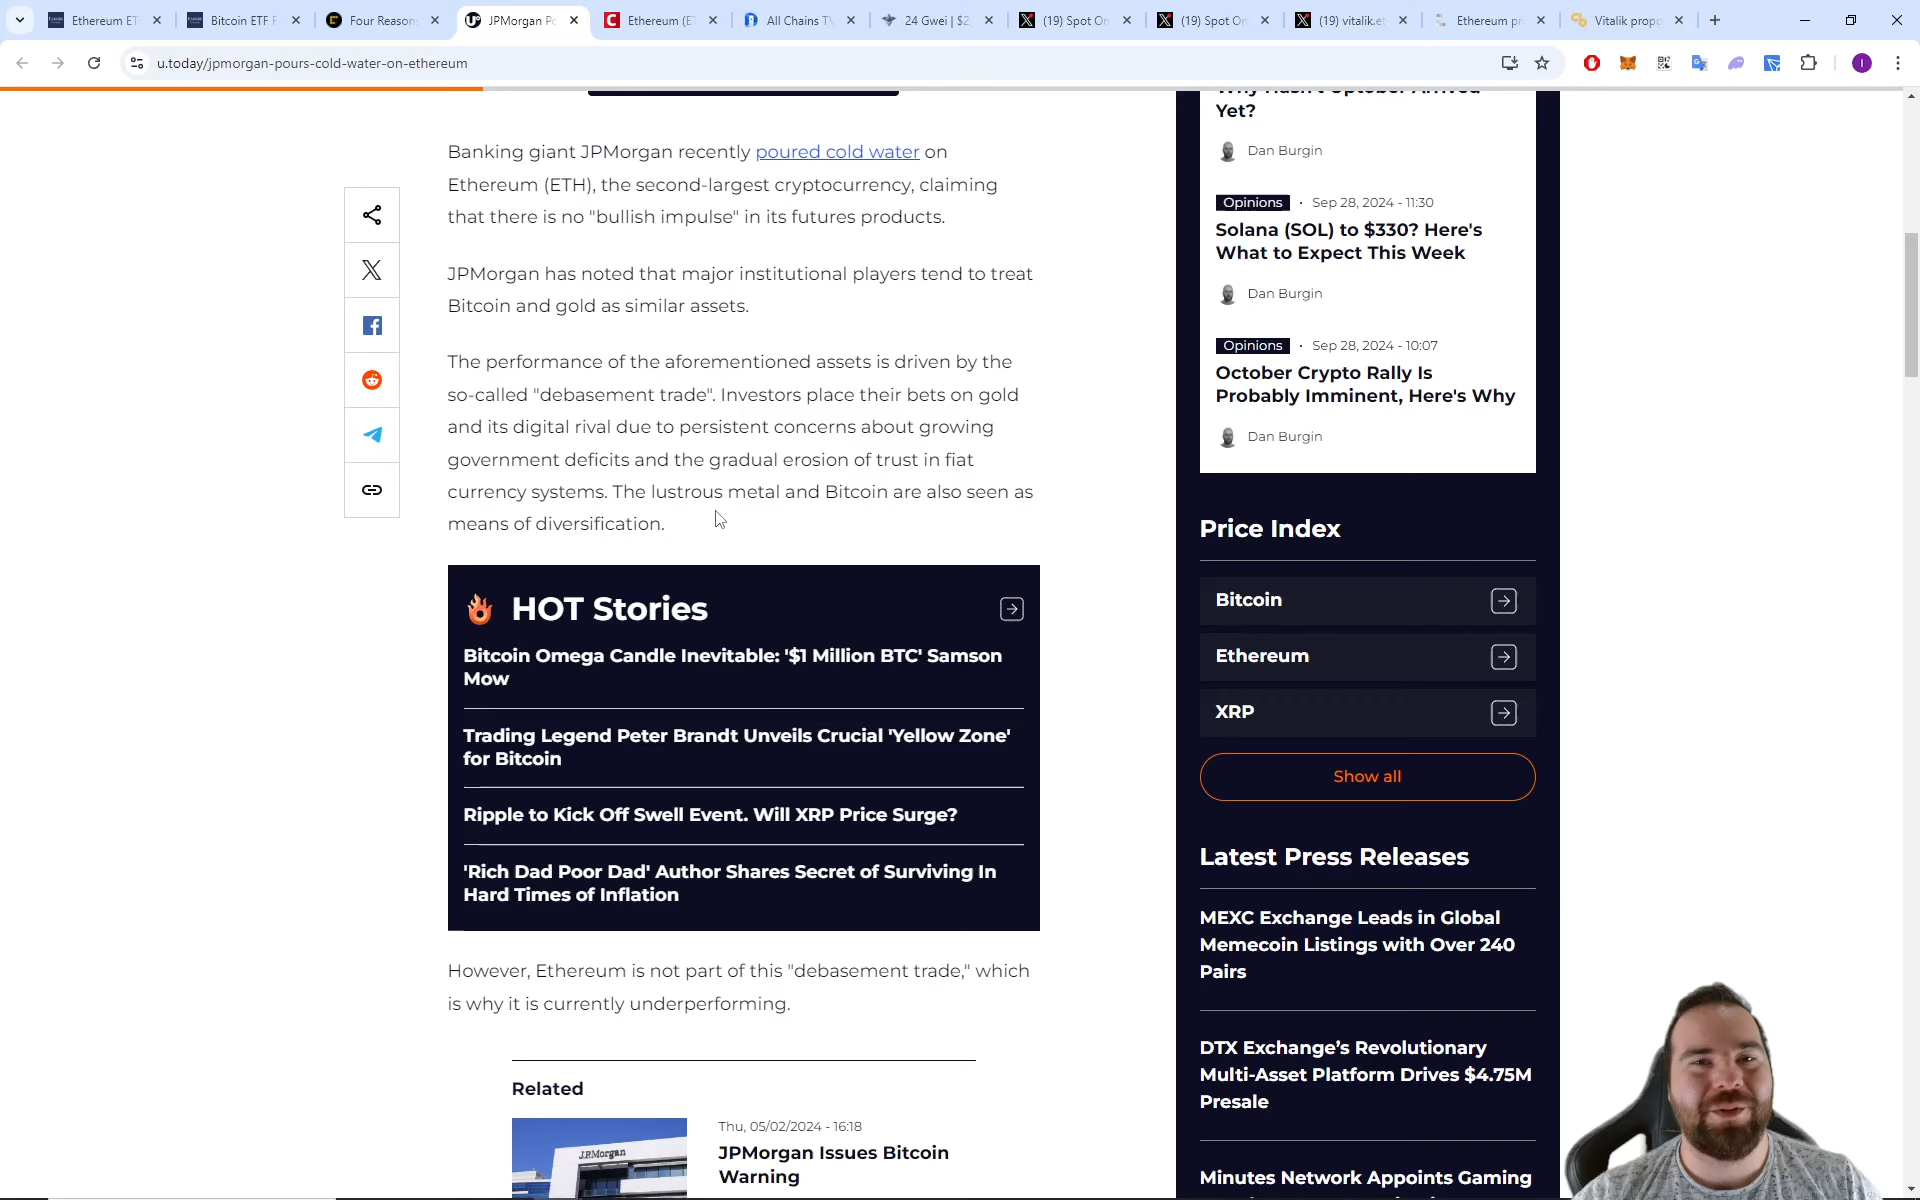 Ethereum ET
Bitcoin ETF F
Four Reason
JPMorgan Po
Ethereum (E
All Chains TV
24 Gwei | $2
(19) Spot On
(19) Spot On
(19) vitalik.et
Ethereum pr
Vitalik propo
u.today/jpmorgan-pours-cold-water-on-ethereum
Banking giant JPMorgan recently poured cold water on
Ethereum (ETH), the second-largest cryptocurrency, claiming
that there is no "bullish impulse" in its futures products.
JPMorgan has noted that major institutional players tend to treat
Bitcoin and gold as similar assets.
The performance of the aforementioned assets is driven by the
so-called "debasement trade". Investors place their bets on gold
and its digital rival due to persistent concerns about growing
government deficits and the gradual erosion of trust in fiat
currency systems. The lustrous metal and Bitcoin are also seen as
means of diversification.
HOT Stories
Bitcoin Omega Candle Inevitable: '$1 Million BTC' Samson
Mow
Trading Legend Peter Brandt Unveils Crucial 'Yellow Zone'
for Bitcoin
Ripple to Kick Off Swell Event. Will XRP Price Surge?
'Rich Dad Poor Dad' Author Shares Secret of Surviving In
Hard Times of Inflation
However, Ethereum is not part of this "debasement trade," which
is why it is currently underperforming.
Related
J.P.Morgan
Thu, 05/02/2024 - 16:18
JPMorgan Issues Bitcoin
Warning
Why Hasn't Uptober Arrived
Yet?
Dan Burgin
Opinions · Sep 28, 2024 - 11:30
Solana (SOL) to $330? Here's
What to Expect This Week
Dan Burgin
Opinions · Sep 28, 2024 - 10:07
October Crypto Rally Is
Probably Imminent, Here's Why
Dan Burgin
Price Index
Bitcoin
Ethereum
XRP
Show all
Latest Press Releases
MEXC Exchange Leads in Global
Memecoin Listings with Over 240
Pairs
DTX Exchange’s Revolutionary
Multi-Asset Platform Drives $4.75M
Presale
Minutes Network Appoints Gaming